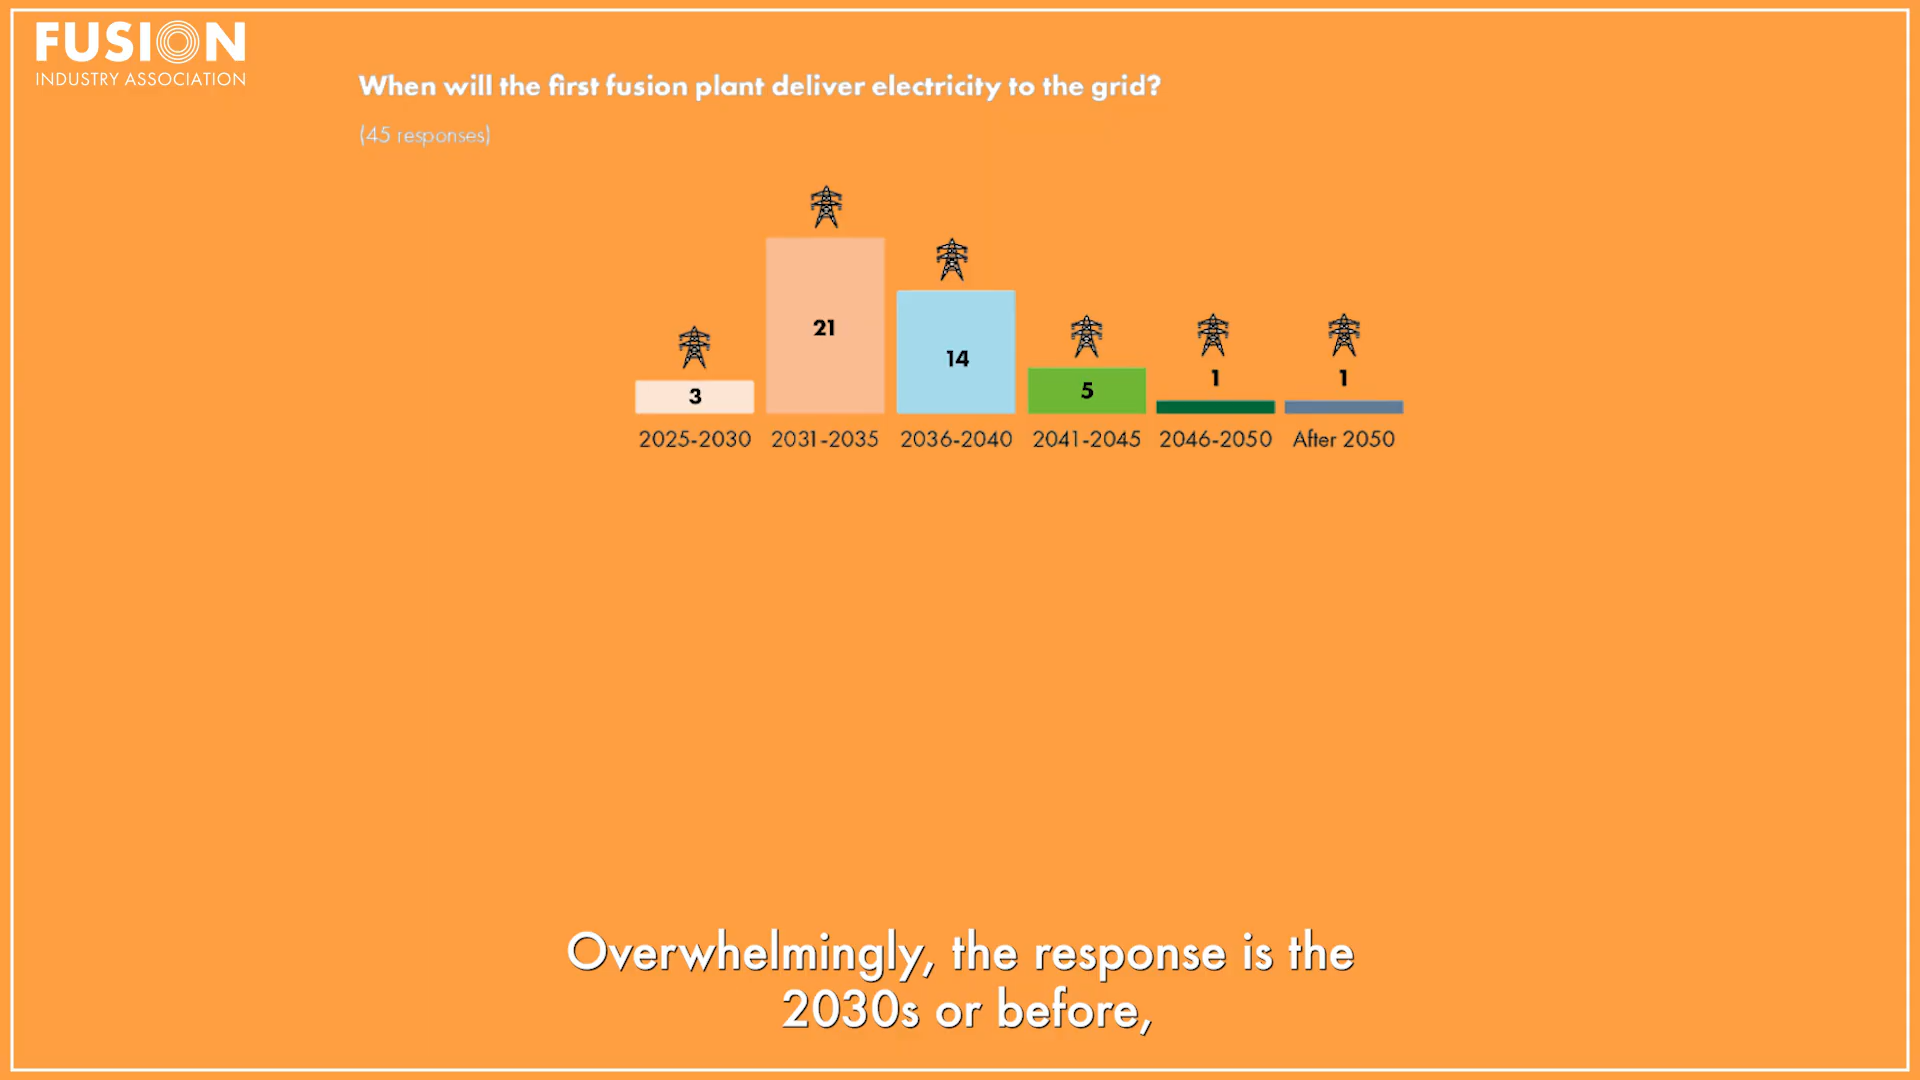 FUSION
INDUSTRY ASSOCIATION
When will the first fusion plant deliver electricity to the grid?
(45 responses)
3
21
14
5
1
1
2025-2030
2031-2035
2036-2040
2041-2045
2046-2050
After 2050
Overwhelmingly, the response is the
2030s or before,